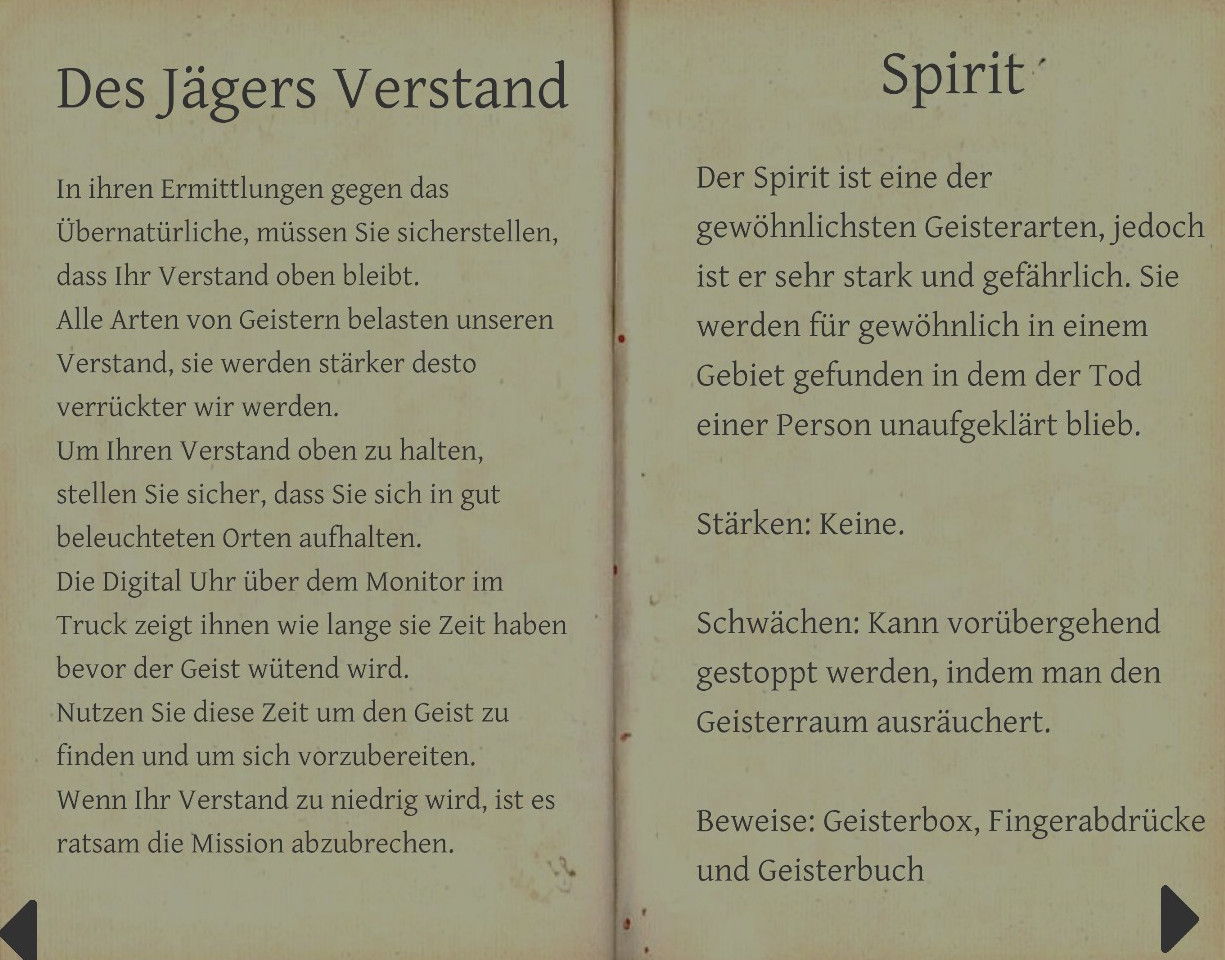 Des Jägers Verstand
In ihren Ermittlungen gegen das
Übernatürliche, müssen Sie sicherstellen,
dass Ihr Verstand oben bleibt.
Alle Arten von Geistern belasten unseren
Verstand, sie werden stärker desto
verrückter wir werden.
Um Ihren Verstand oben zu halten,
stellen Sie sicher, dass Sie sich in gut
beleuchteten Orten aufhalten.
Die Digital Uhr über dem Monitor im
Truck zeigt ihnen wie lange sie Zeit haben
bevor der Geist wütend wird.
Nutzen Sie diese Zeit um den Geist zu
finden und um sich vorzubereiten.
Wenn Ihr Verstand zu niedrig wird, ist es
ratsam die Mission abzubrechen.
Spirit
Der Spirit ist eine der
gewöhnlichsten Geisterarten, jedoch
ist er sehr stark und gefährlich. Sie
werden für gewöhnlich in einem
Gebiet gefunden in dem der Tod
einer Person unaufgeklärt blieb.
Stärken: Keine.
Schwächen: Kann vorübergehend
gestoppt werden, indem man den
Geisterraum ausräuchert.
Beweise: Geisterbox, Fingerabdrücke
und Geisterbuch